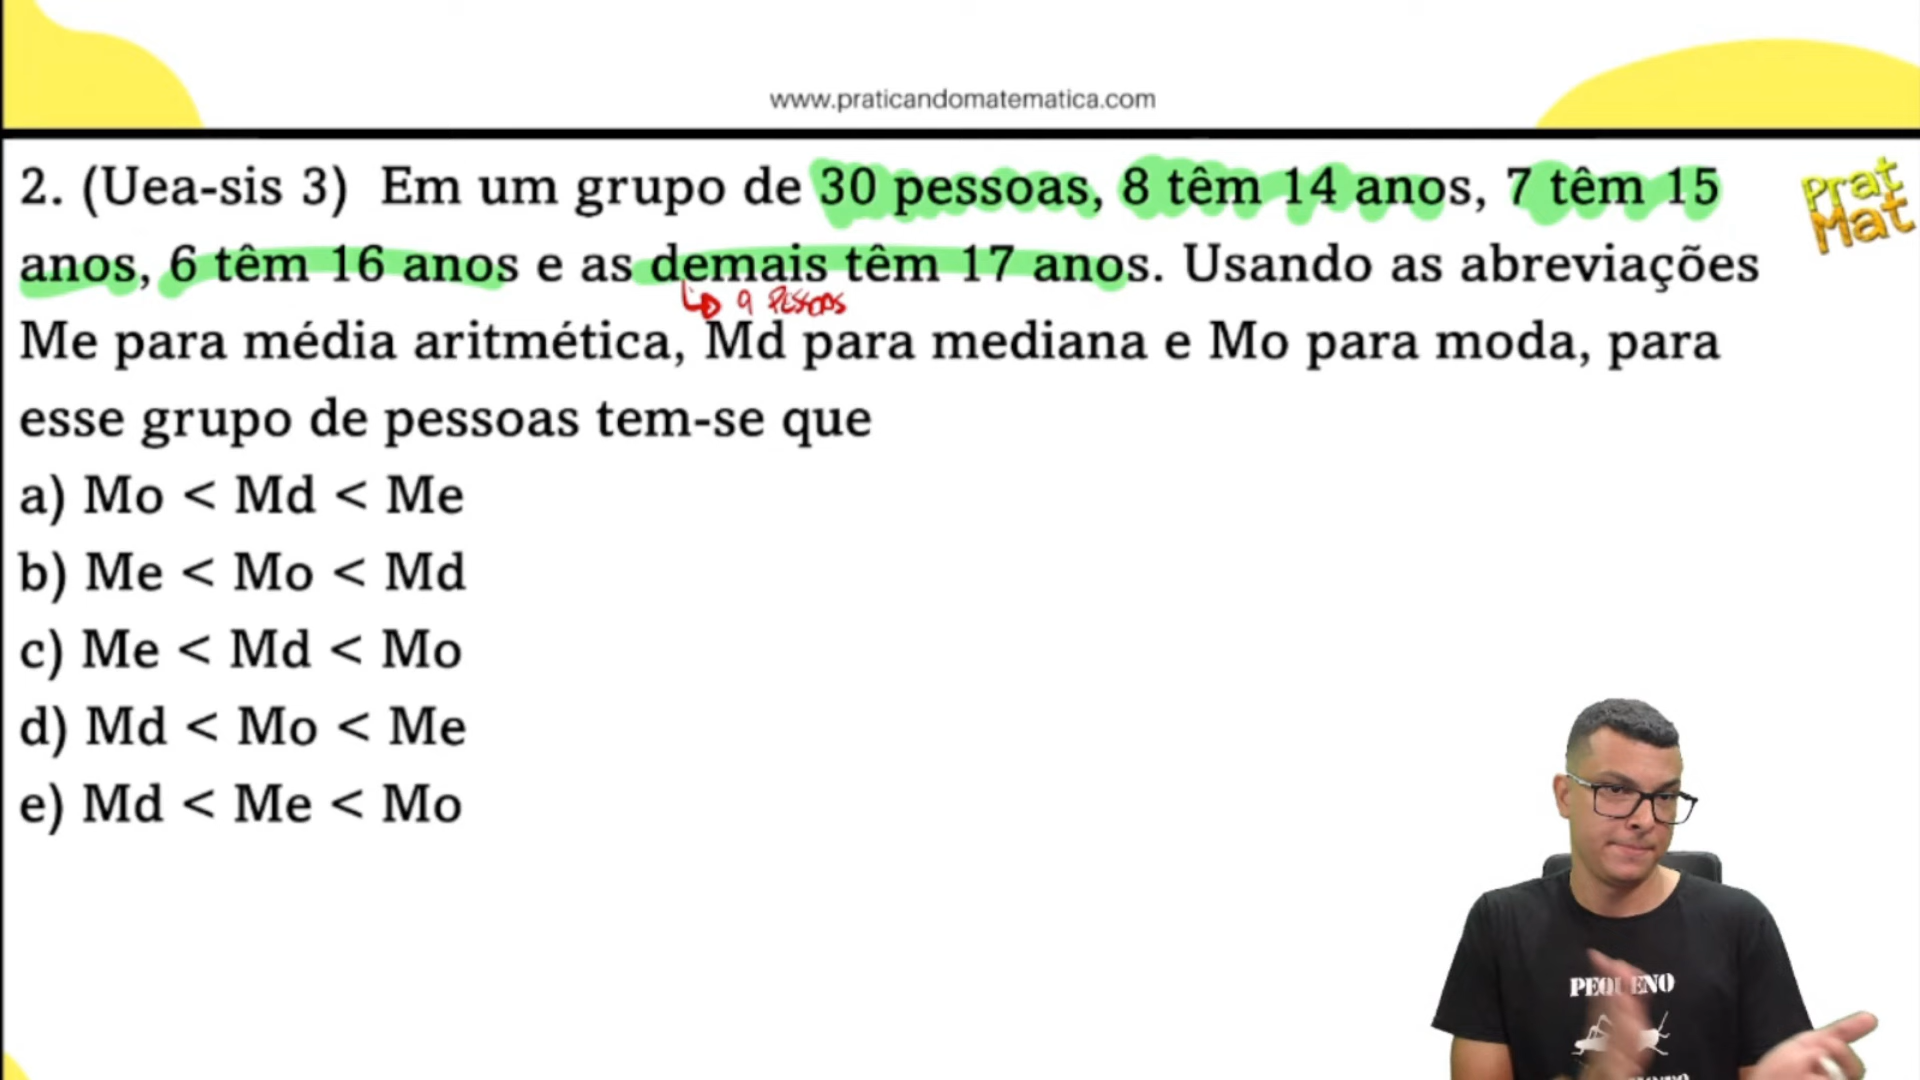 www.praticandomatematica.com
2. (Uea-sis 3) Em um grupo de 30 pessoas, 8 têm 14 anos, 7 têm 15
Prat
Mat
anos, 6 têm 16 anos e as demais têm 17 anos. Usando as abreviações
9 PESSOAS
Me para média aritmética, Md para mediana e Mo para moda, para
esse grupo de pessoas tem-se que
a) Mo < Md < Me
b) Me < Mo < Md
c) Me < Md < Mo
d) Md < Mo < Me
e) Md < Me < Mo
PEQUENO